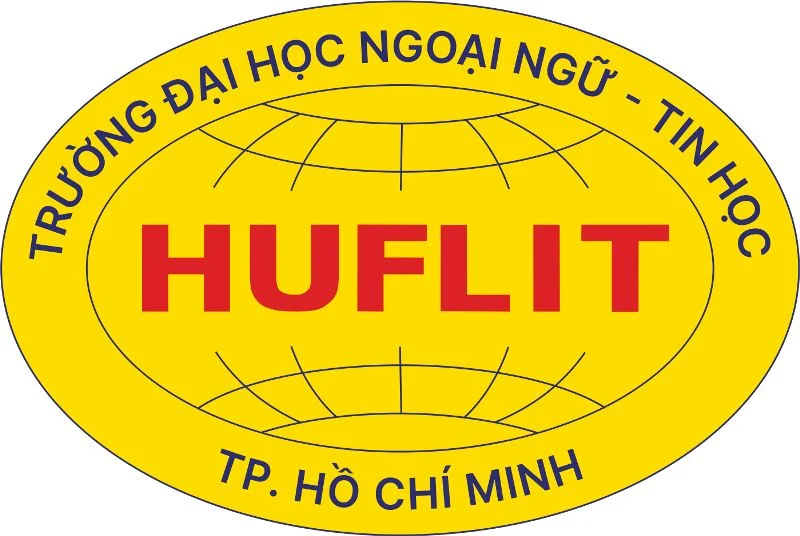 TRƯỜNG ĐẠI HỌC NGOẠI NGỮ - TIN HỌC
HUFLIT
TP. HỒ CHÍ MINH